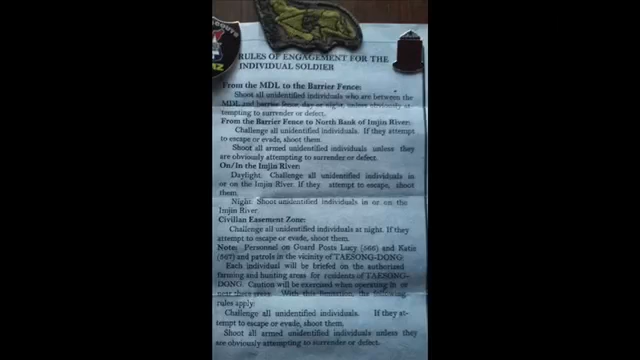 SCOUTS
MZ
RULES OF ENGAGEMENT FOR THE
INDIVIDUAL SOLDIER
From the MDL to the Barrier Fence:
Shoot all unidentified individuals who are between the
MDL and barrier fence day or night, unless obviously at-
tempting to surrender or defect.
From the Barrier Fence to North Bank of Imjin River:
Challenge all unidentified individuals. If they attempt
to escape or evade, shoot them.
Shoot all armed unidentified individuals unless they
are obviously attempting to surrender or defect.
On/In the Imjin River:
Daylight. Challenge all unidentified individuals in
or on the Imjin River. If they attempt to escape, shoot
them.
Night. Shoot unidentified individuals in or on the
Imjin River.
Civilian Easement Zone:
Challenge all unidentified individuals at night. If they
attempt to escape or evade, shoot them.
Note: Personnel on Guard Posts Lucy (566) and Katie
(567) and patrols in the vicinity of TAESONG-DONG:
Each individual will be briefed on the authorized
farming and hunting areas for residents of TAESONG-
DONG. Caution will be exercised when operating in or
near these areas. With this limitation, the following
rules apply:
Challenge all unidentified individuals. If they at-
tempt to escape or evade, shoot them.
Shoot all armed unidentified individuals unless they
are obviously attempting to surrender or defect.